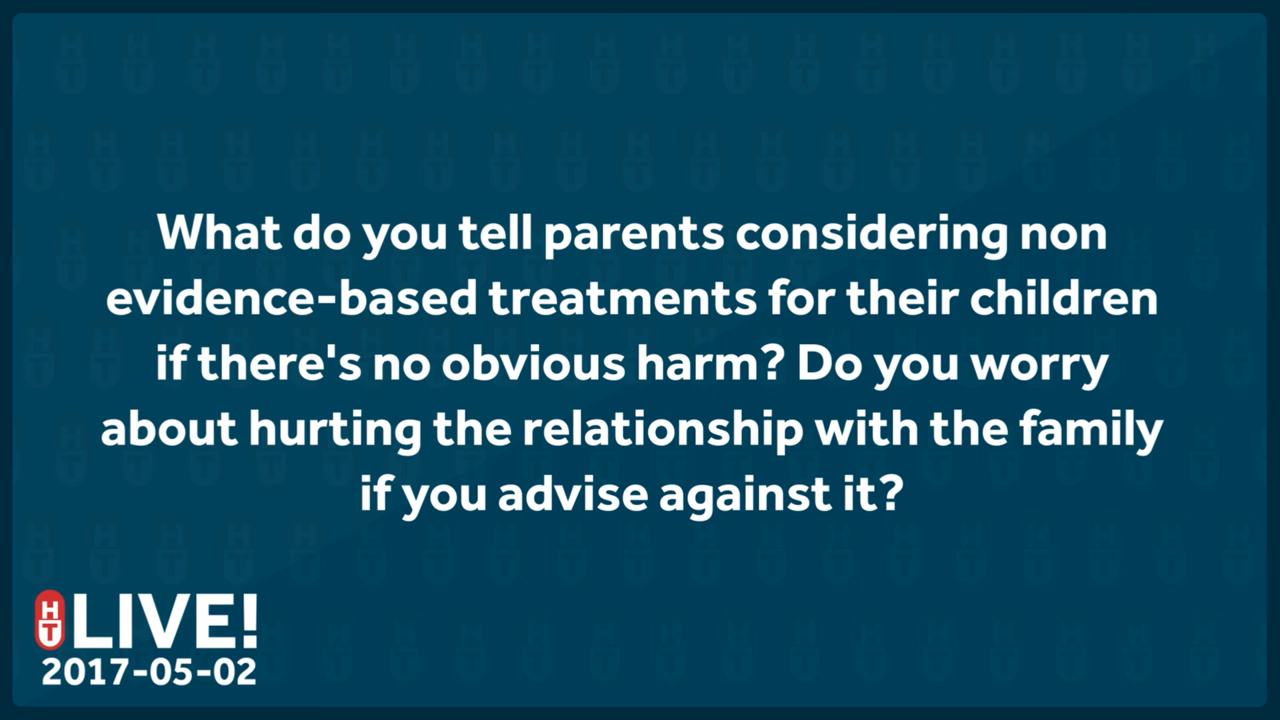 What do you tell parents considering non
evidence-based treatments for their children
if there's no obvious harm? Do you worry
about hurting the relationship with the family
if you advise against it?
HT LIVE!
2017-05-02